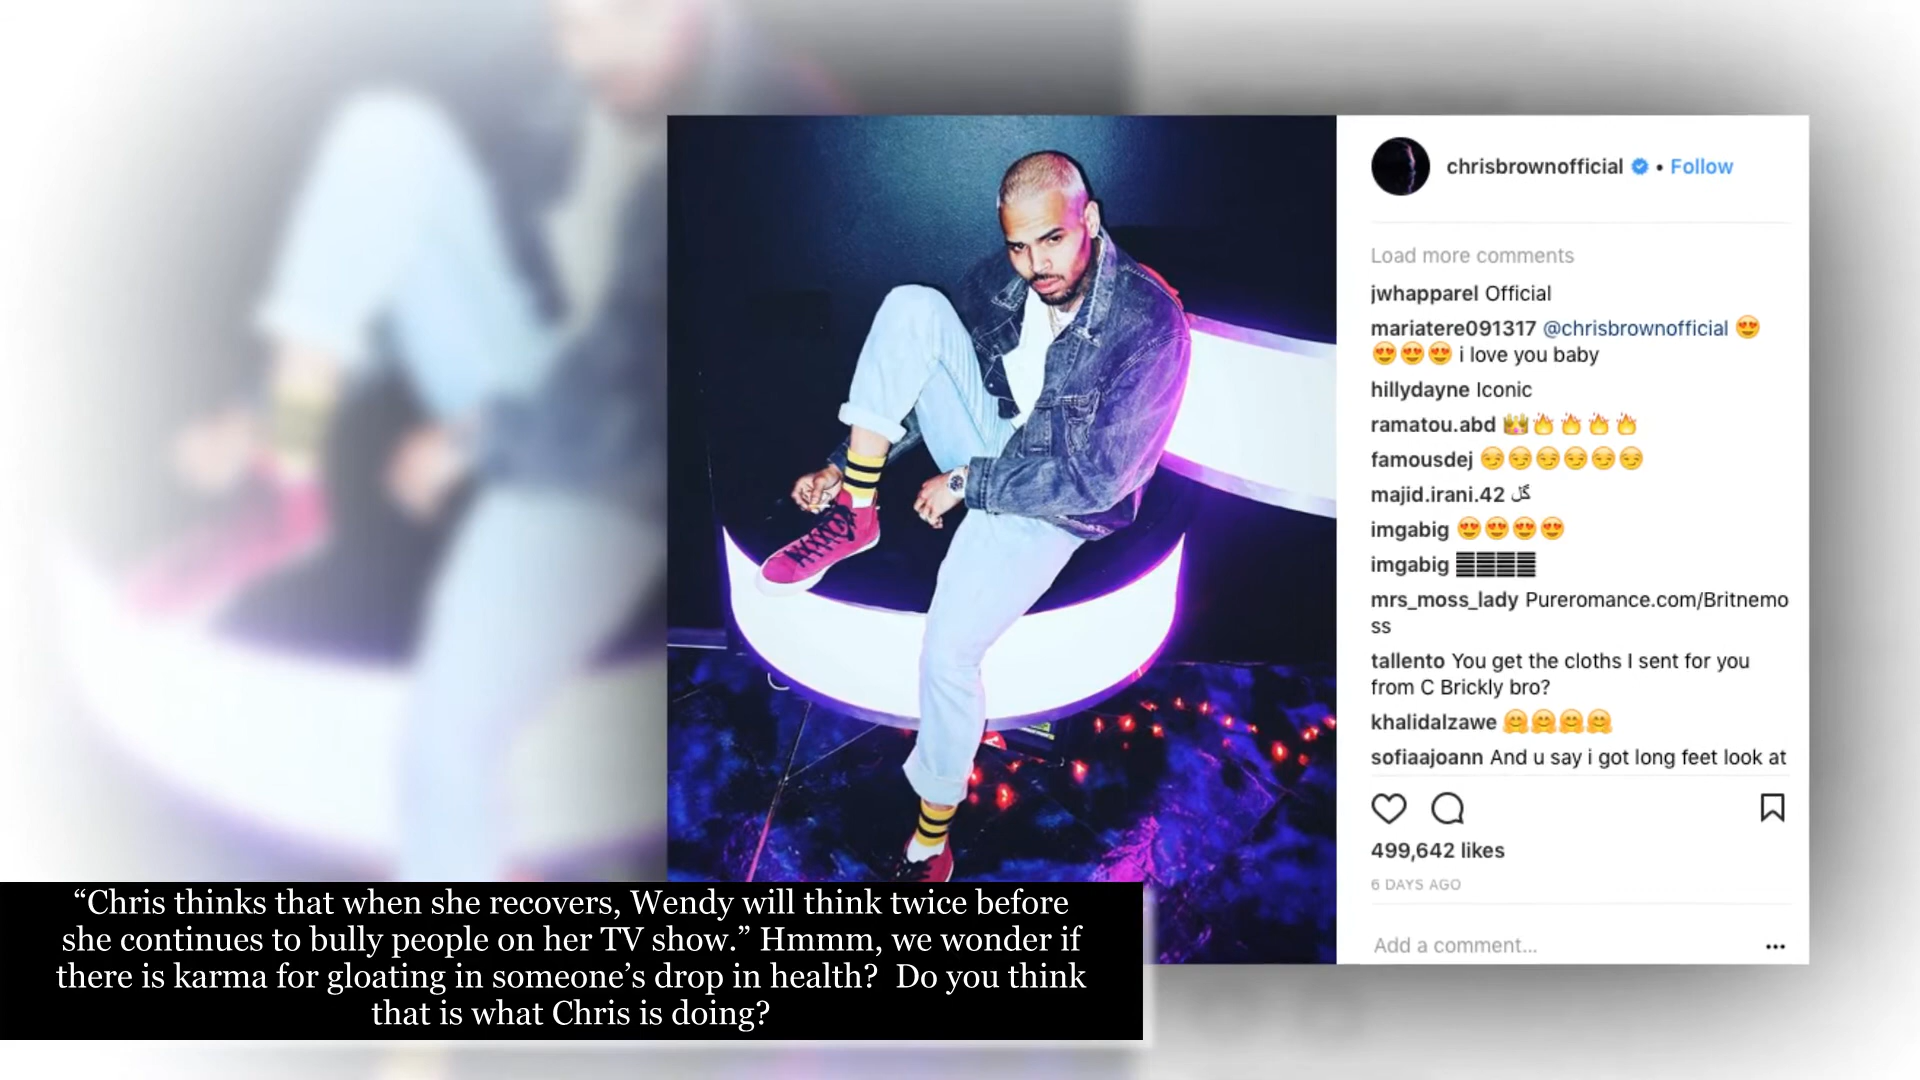 chrisbrownofficial • Follow
Load more comments
jwhapparel Official
mariatere091317 @chrisbrownofficial 😍
😍😍😍 i love you baby
hillydayne Iconic
ramatou.abd 👑🔥🔥🔥🔥
famousdej 😏😏😏😏😏😏
majid.irani.42 گل
imgabig 😍😍😍😍
imgabig
mrs_moss_lady Pureromance.com/Britnemo
ss
tallento You get the cloths I sent for you
from C Brickly bro?
khalidalzawe 🤗🤗🤗🤗
sofiaajoann And u say i got long feet look at
499,642 likes
6 DAYS AGO
Add a comment...
“Chris thinks that when she recovers, Wendy will think twice before
she continues to bully people on her TV show.” Hmmm, we wonder if
there is karma for gloating in someone’s drop in health?  Do you think
that is what Chris is doing?